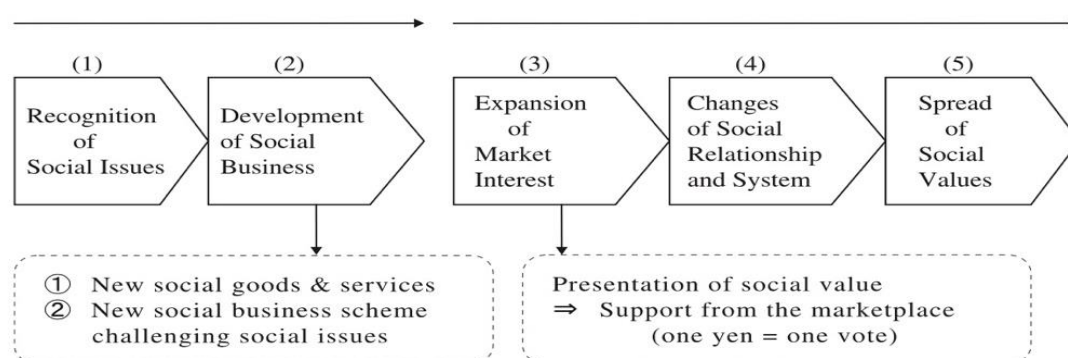 (1)
Recognition
of
Social Issues
(2)
Development
of Social
Business
(3)
Expansion
of
Market
Interest
(4)
Changes
of Social
Relationship
and System
(5)
Spread
of
Social
Values
① New social goods & services
② New social business scheme
challenging social issues
Presentation of social value
⇒ Support from the marketplace
(one yen = one vote)